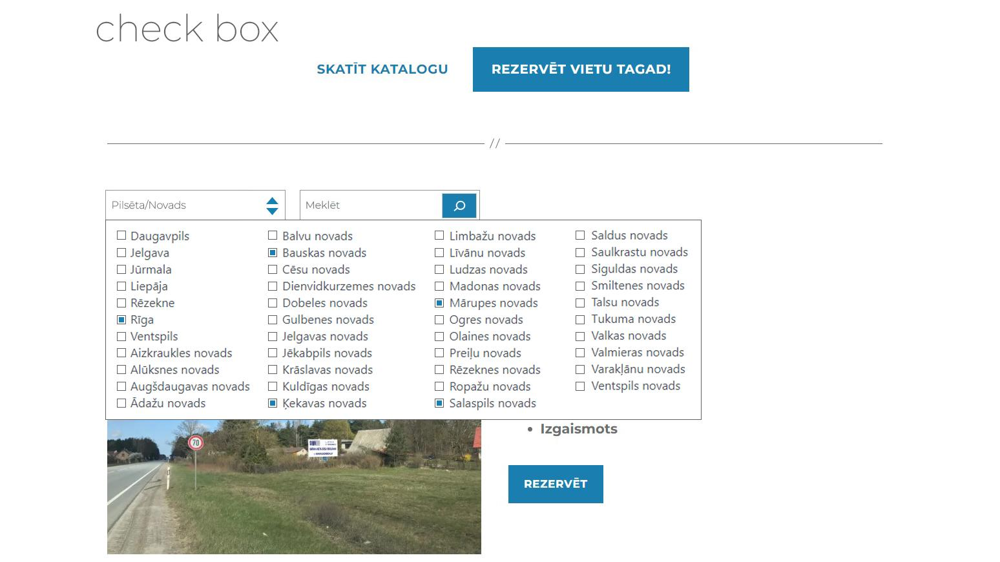 check box
SKATĪT KATALOGU
REZERVĒT VIETU TAGAD!
//
Pilsēta/Novads
Meklēt
Daugavpils
Jelgava
Jūrmala
Liepāja
Rēzekne
Rīga
Ventspils
Aizkraukles novads
Alūksnes novads
Augšdaugavas novads
Ādažu novads
Balvu novads
Bauskas novads
Cēsu novads
Dienvidkurzemes novads
Dobeles novads
Gulbenes novads
Jelgavas novads
Jēkabpils novads
Krāslavas novads
Kuldīgas novads
Ķekavas novads
Limbažu novads
Līvānu novads
Ludzas novads
Madonas novads
Mārupes novads
Ogres novads
Olaines novads
Preiļu novads
Rēzeknes novads
Ropažu novads
Salaspils novads
Saldus novads
Saulkrastu novads
Siguldas novads
Smiltenes novads
Talsu novads
Tukuma novads
Valkas novads
Valmieras novads
Varakļānu novads
Ventspils novads
Izgaismots
70
REZERVĒT